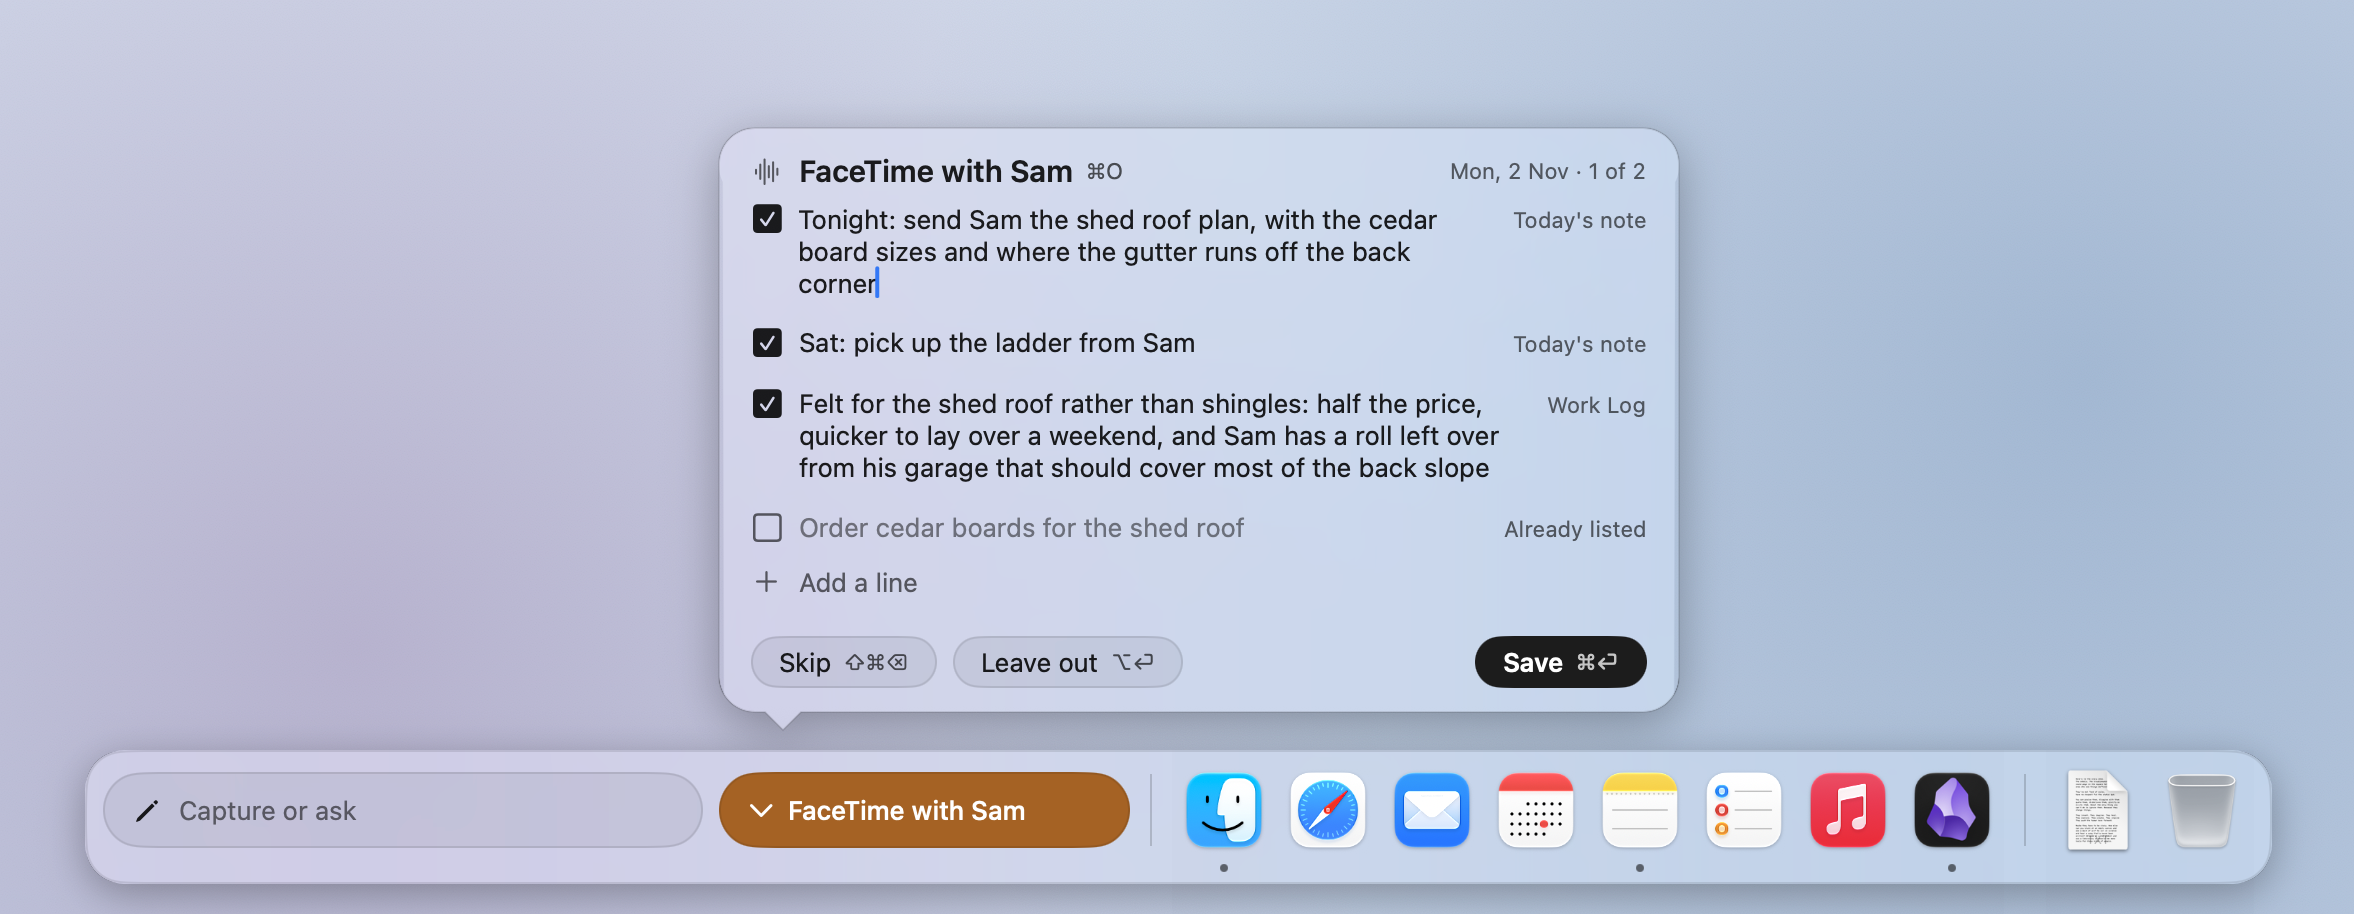 FaceTime with Sam ⌘O
Mon, 2 Nov · 1 of 2
Tonight: send Sam the shed roof plan, with the cedar
board sizes and where the gutter runs off the back
corner
Today's note
Sat: pick up the ladder from Sam
Today's note
Felt for the shed roof rather than shingles: half the price,
quicker to lay over a weekend, and Sam has a roll left over
from his garage that should cover most of the back slope
Work Log
Order cedar boards for the shed roof
Already listed
Add a line
Skip ⇧⌘⌫
Leave out ⌥↩
Save ⌘↩
Capture or ask
FaceTime with Sam